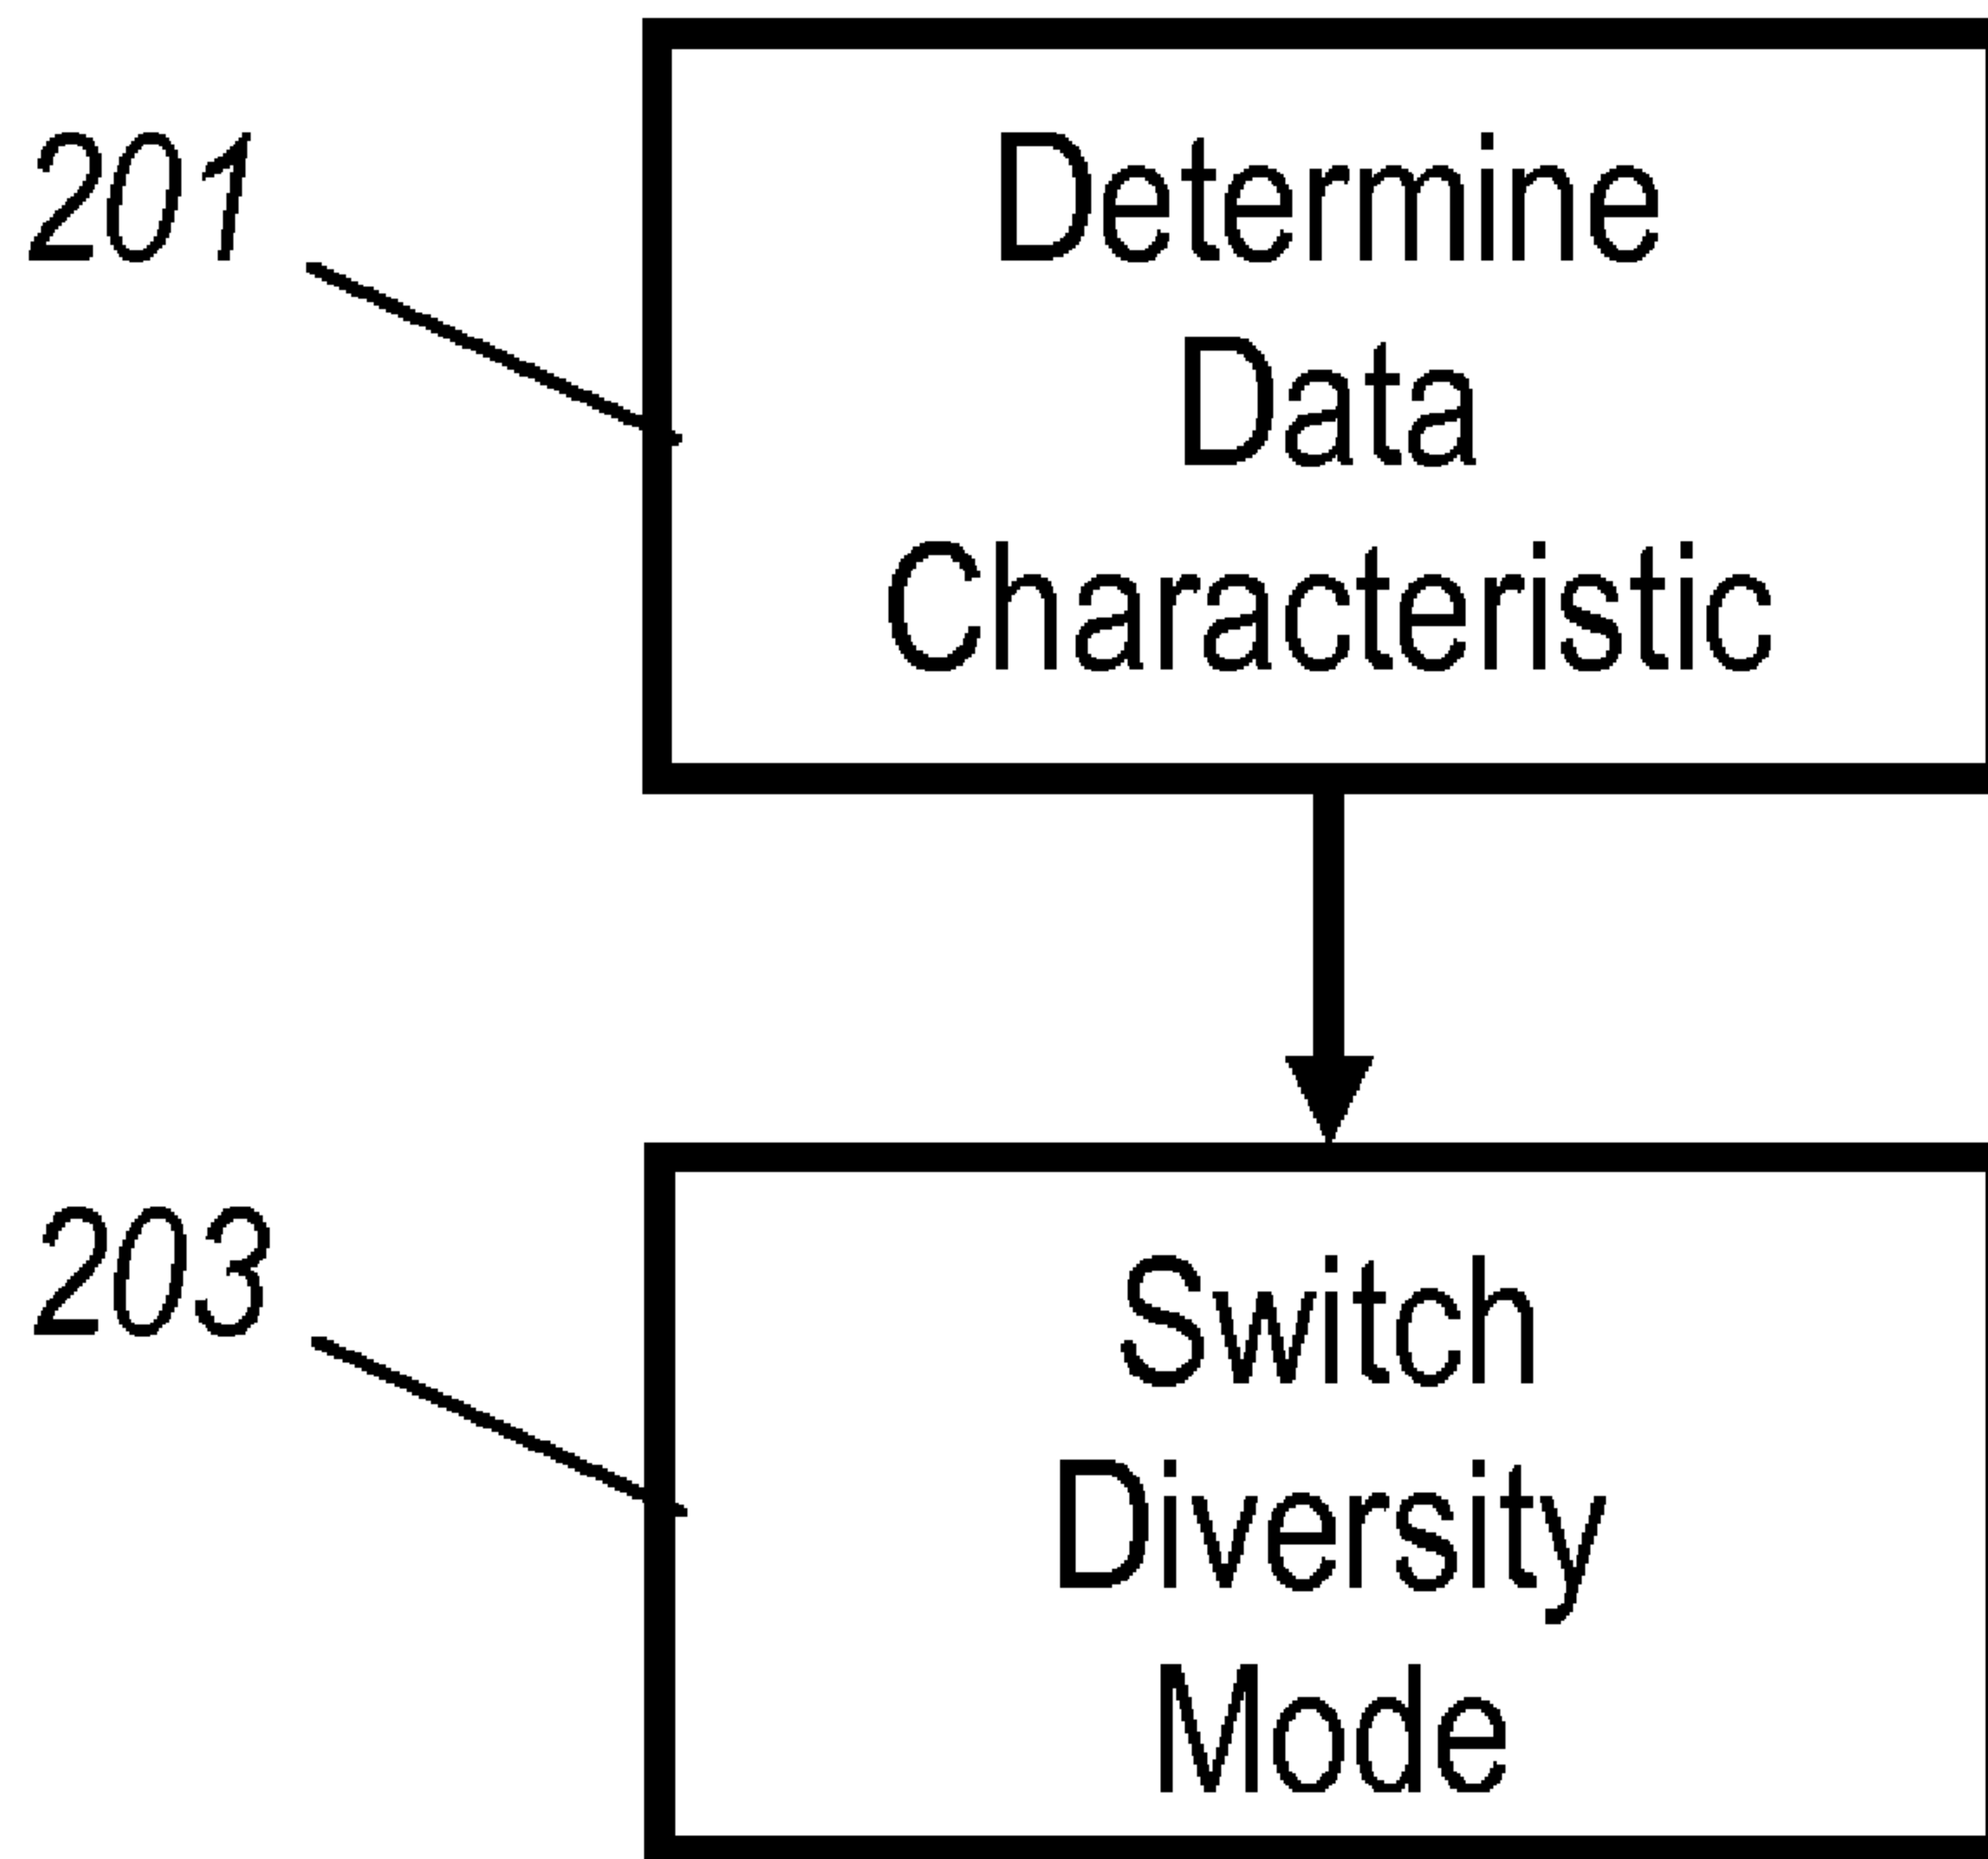 201
Determine
Data
Characteristic
203
Switch
Diversity
Mode